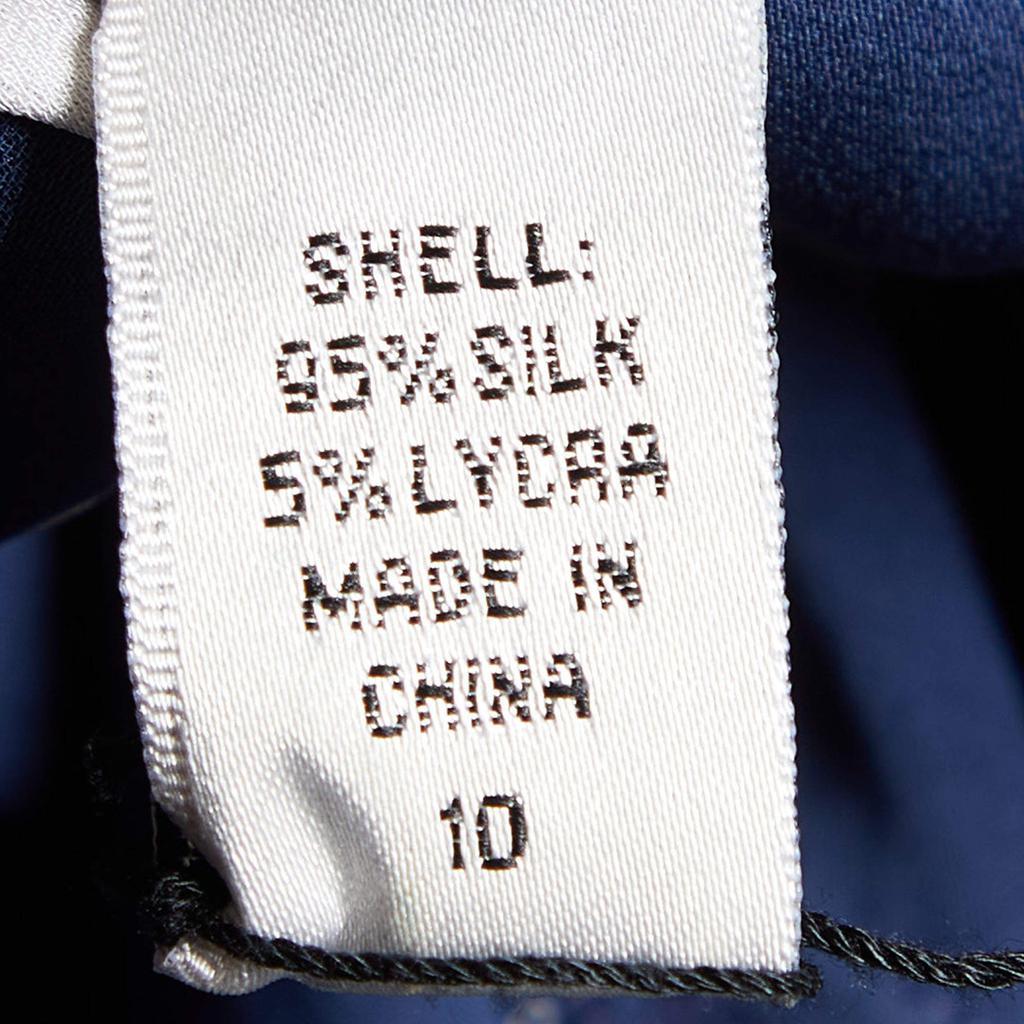 SHELL:
95% SILK
5% LYCRA
MADE IN
CHINA
10